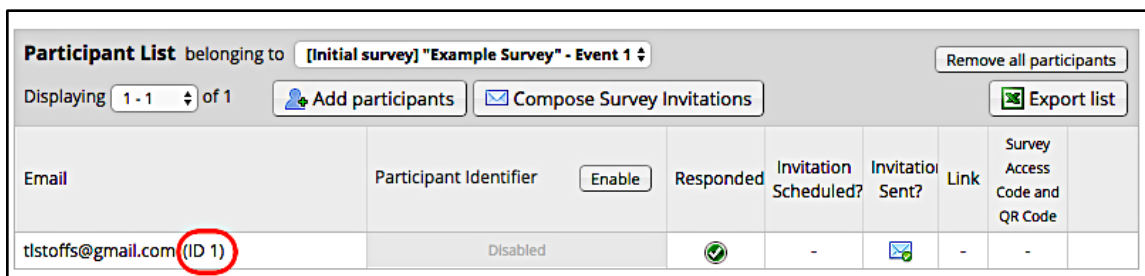 Participant List belonging to [Initial survey] "Example Survey" - Event 1
Remove all participants
Displaying 1 - 1 of 1 Add participants Compose Survey Invitations Export list
Email Participant Identifier Enable Responded Invitation Scheduled? Invitation Sent? Link Survey Access Code and QR Code
tlstoffs@gmail.com (ID 1) Disabled - - -